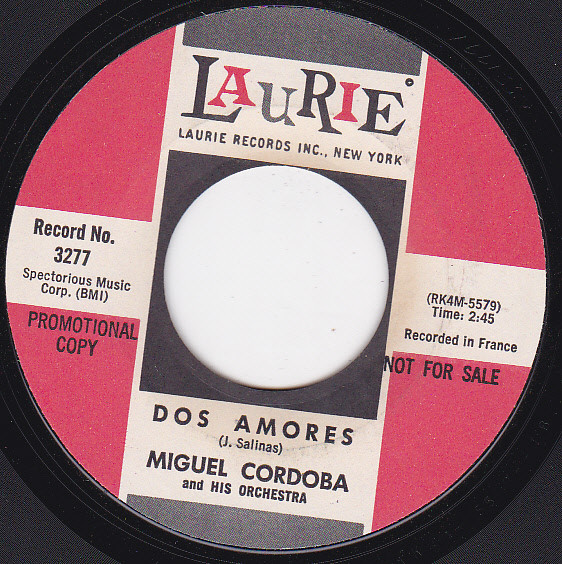 LAURIE
LAURIE RECORDS INC., NEW YORK
Record No.
3277
Spectorious Music
Corp. (BMI)
PROMOTIONAL
COPY
(RK4M-5579)
Time: 2:45
Recorded in France
NOT FOR SALE
DOS AMORES
(J. Salinas)
MIGUEL CORDOBA
and HIS ORCHESTRA